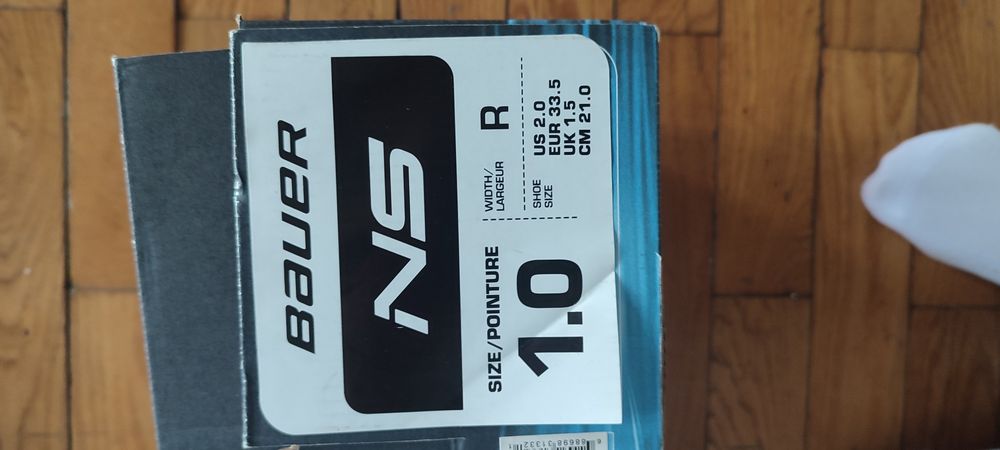 BAUER
NS
SIZE/POINTURE
1.0
WIDTH/
LARGEUR
R
SHOE
SIZE
US 2.0
EUR 33.5
UK 1.5
CM 21.0